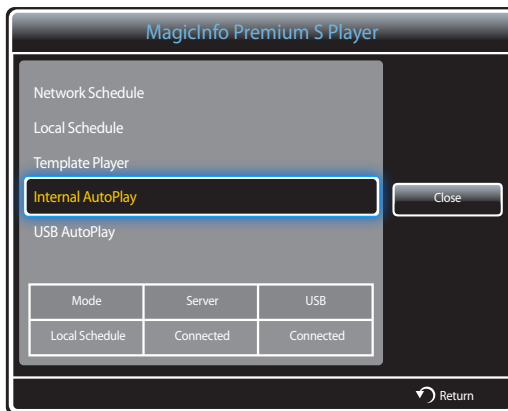 MagicInfo Premium S Player
Network Schedule
Local Schedule
Template Player
Internal AutoPlay
Close
USB AutoPlay
Mode Server USB
Local Schedule Connected Connected
Return